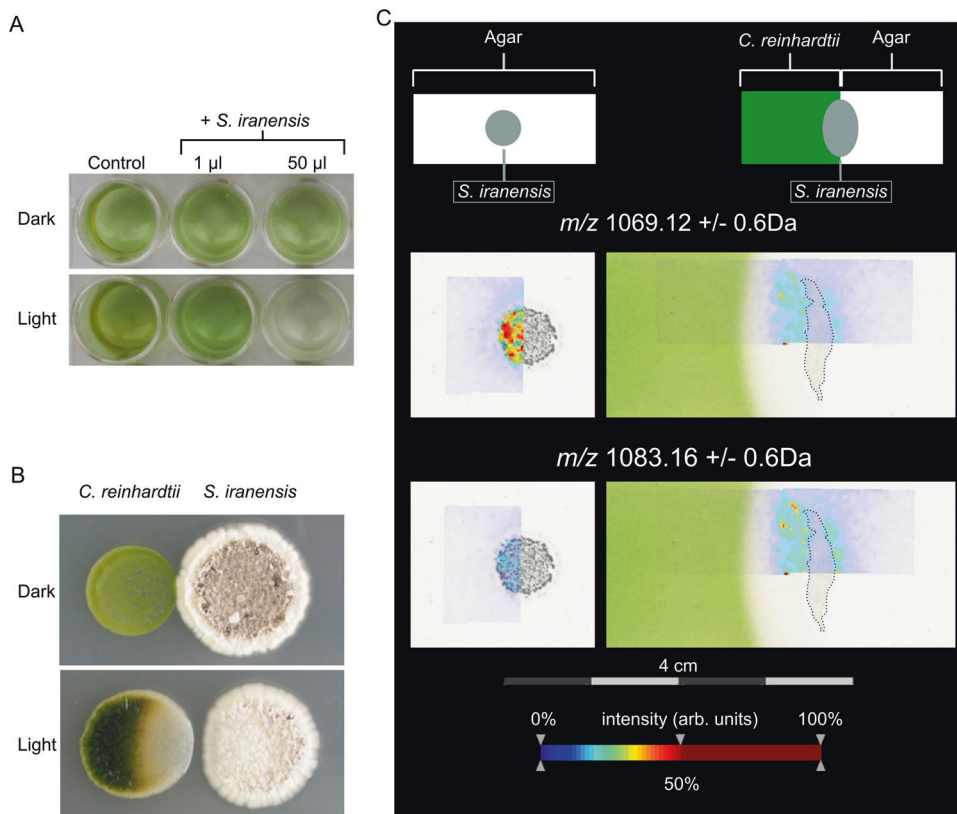 A
+ S. iranensis
Control 1 µl 50 µl
Dark
Light
B
C. reinhardtii S. iranensis
Dark
Light
C
Agar
C. reinhardtii Agar
S. iranensis
S. iranensis
m/z 1069.12 +/- 0.6Da
m/z 1083.16 +/- 0.6Da
4 cm
0% intensity (arb. units) 100%
50%